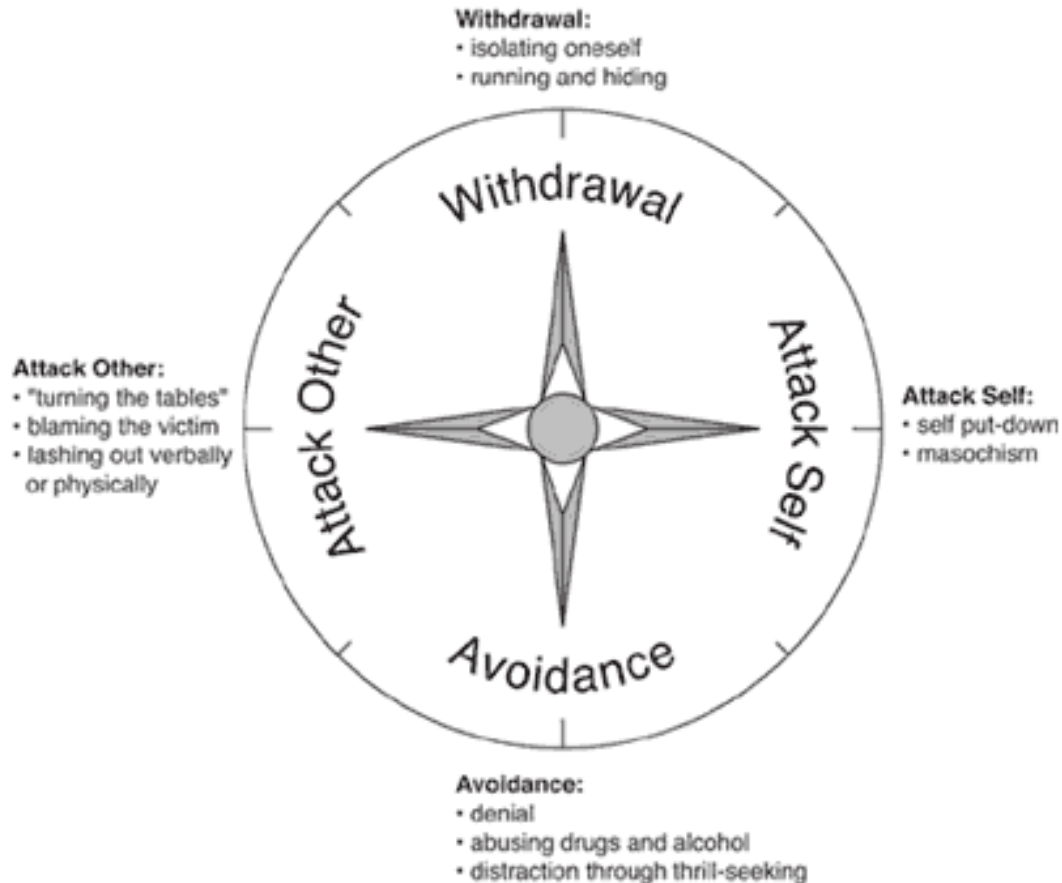 Withdrawal:
• isolating oneself
• running and hiding
Withdrawal
Attack Other
Attack Self
Attack Other:
• "turning the tables"
• blaming the victim
• lashing out verbally
or physically
Attack Self:
• self put-down
• masochism
Avoidance
Avoidance:
• denial
• abusing drugs and alcohol
• distraction through thrill-seeking